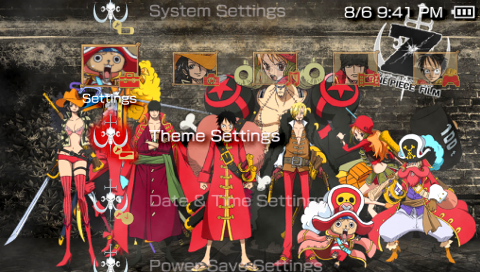 System Settings
8/6 9:41 PM
Z
ONE PIECE FILM
Settings
Theme Settings
Date & Time Settings
Power Save Settings